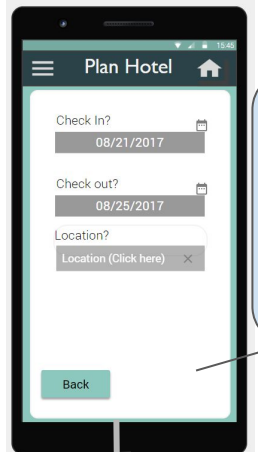 15:45
Plan Hotel
Check In?
08/21/2017
Check out?
08/25/2017
Location?
Location (Click here)
Back